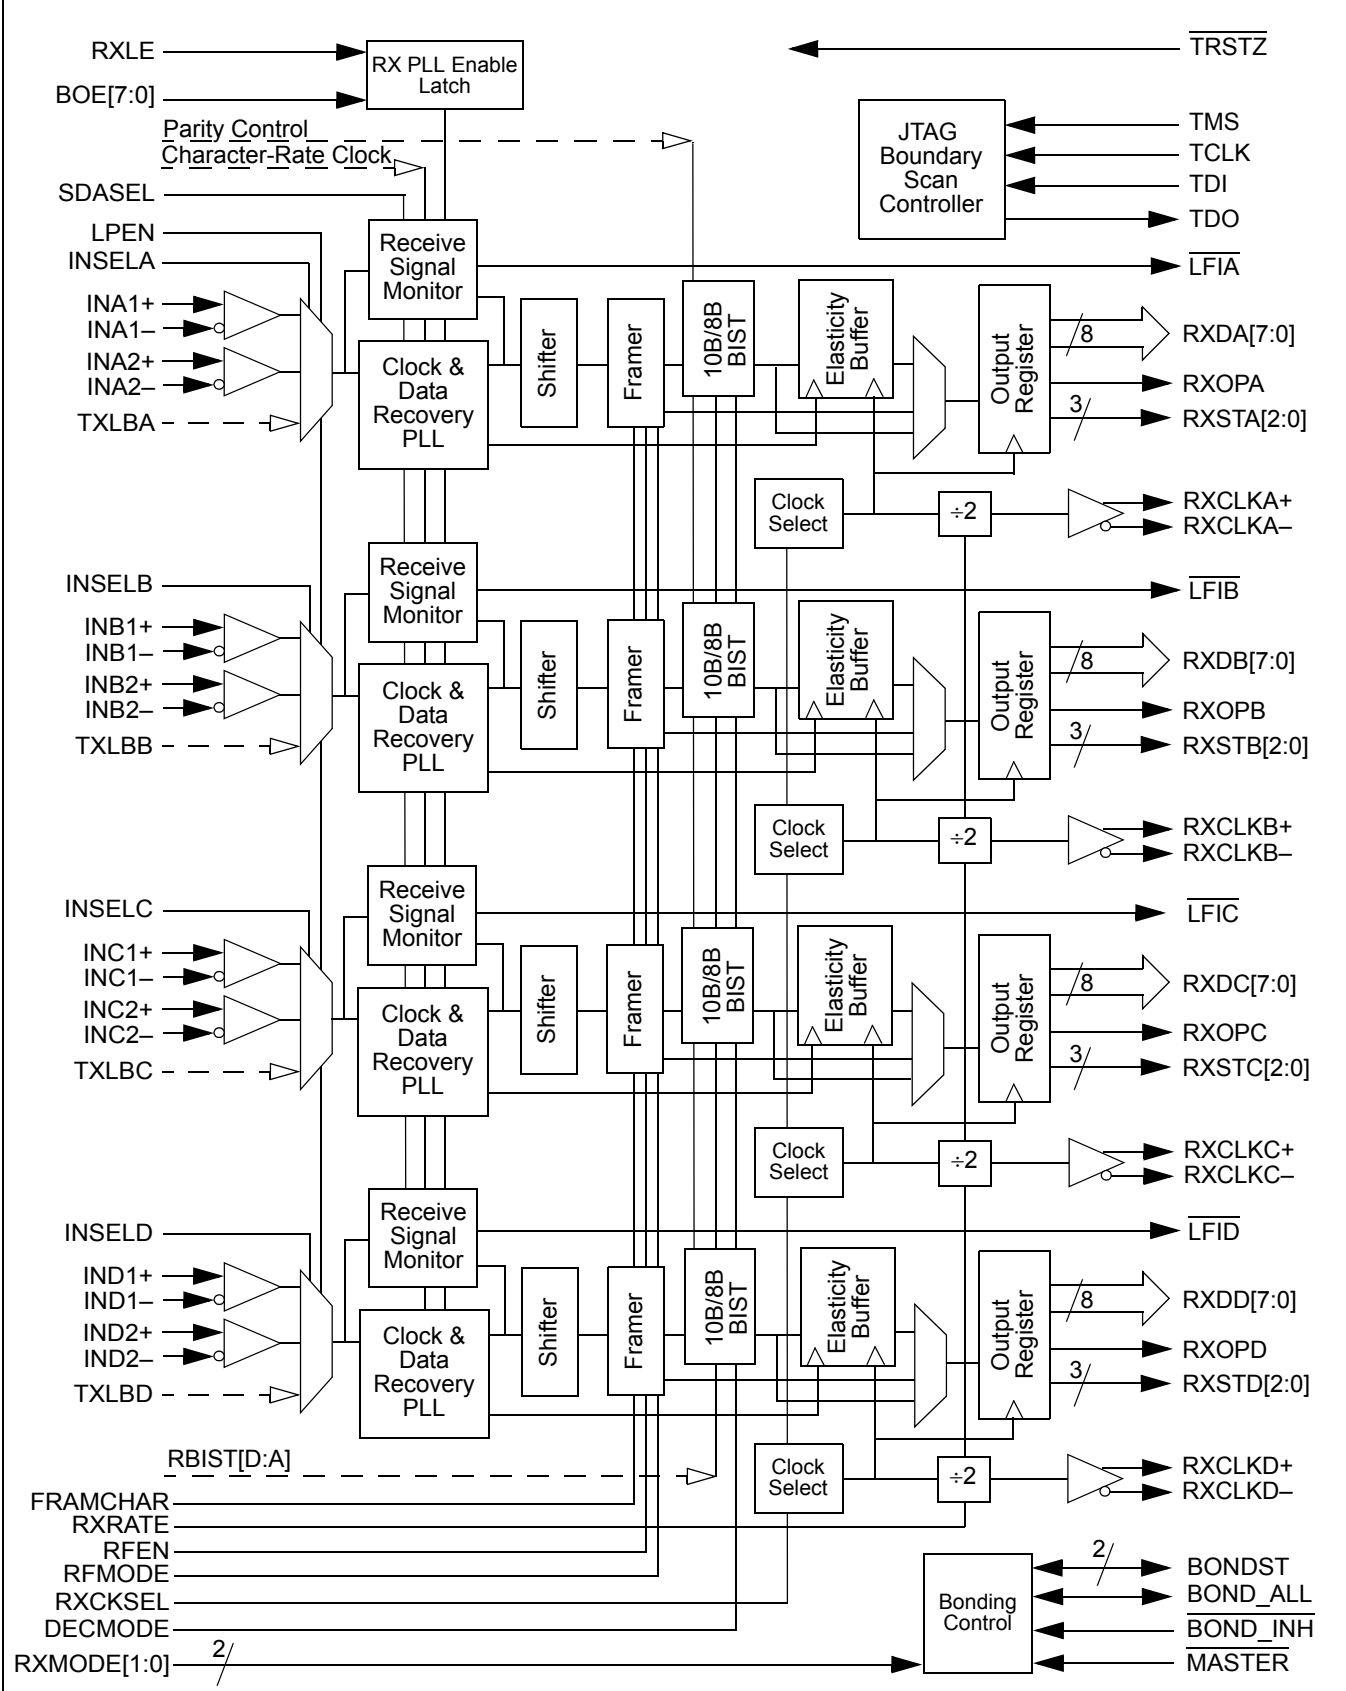 RXLE
RX PLL Enable
Latch
T̅R̅S̅T̅Z̅
BOE[7:0]
Parity Control
Character-Rate Clock
JTAG
Boundary
Scan
Controller
TMS
TCLK
TDI
TDO
SDASEL
LPEN
INSELA
Receive
Signal
Monitor
L̅F̅I̅A̅
INA1+
INA1–
INA2+
INA2–
TXLBA
Clock &
Data
Recovery
PLL
Shifter
Framer
10B/8B
BIST
Elasticity
Buffer
Output
Register
8
RXDA[7:0]
RXOPA
3
RXSTA[2:0]
Clock
Select
÷2
RXCLKA+
RXCLKA–
INSELB
Receive
Signal
Monitor
L̅F̅I̅B̅
INB1+
INB1–
INB2+
INB2–
TXLBB
Clock &
Data
Recovery
PLL
Shifter
Framer
10B/8B
BIST
Elasticity
Buffer
Output
Register
8
RXDB[7:0]
RXOPB
3
RXSTB[2:0]
Clock
Select
÷2
RXCLKB+
RXCLKB–
INSELC
Receive
Signal
Monitor
L̅F̅I̅C̅
INC1+
INC1–
INC2+
INC2–
TXLBC
Clock &
Data
Recovery
PLL
Shifter
Framer
10B/8B
BIST
Elasticity
Buffer
Output
Register
8
RXDC[7:0]
RXOPC
3
RXSTC[2:0]
Clock
Select
÷2
RXCLKC+
RXCLKC–
INSELD
Receive
Signal
Monitor
L̅F̅I̅D̅
IND1+
IND1–
IND2+
IND2–
TXLBD
Clock &
Data
Recovery
PLL
Shifter
Framer
10B/8B
BIST
Elasticity
Buffer
Output
Register
8
RXDD[7:0]
RXOPD
3
RXSTD[2:0]
Clock
Select
÷2
RXCLKD+
RXCLKD–
RBIST[D:A]
FRAMCHAR
RXRATE
RFEN
RFMODE
RXCKSEL
DECMODE
RXMODE[1:0]
2
Bonding
Control
2
BONDST
BOND_ALL
B̅O̅N̅D̅_̅I̅N̅H̅
M̅A̅S̅T̅E̅R̅